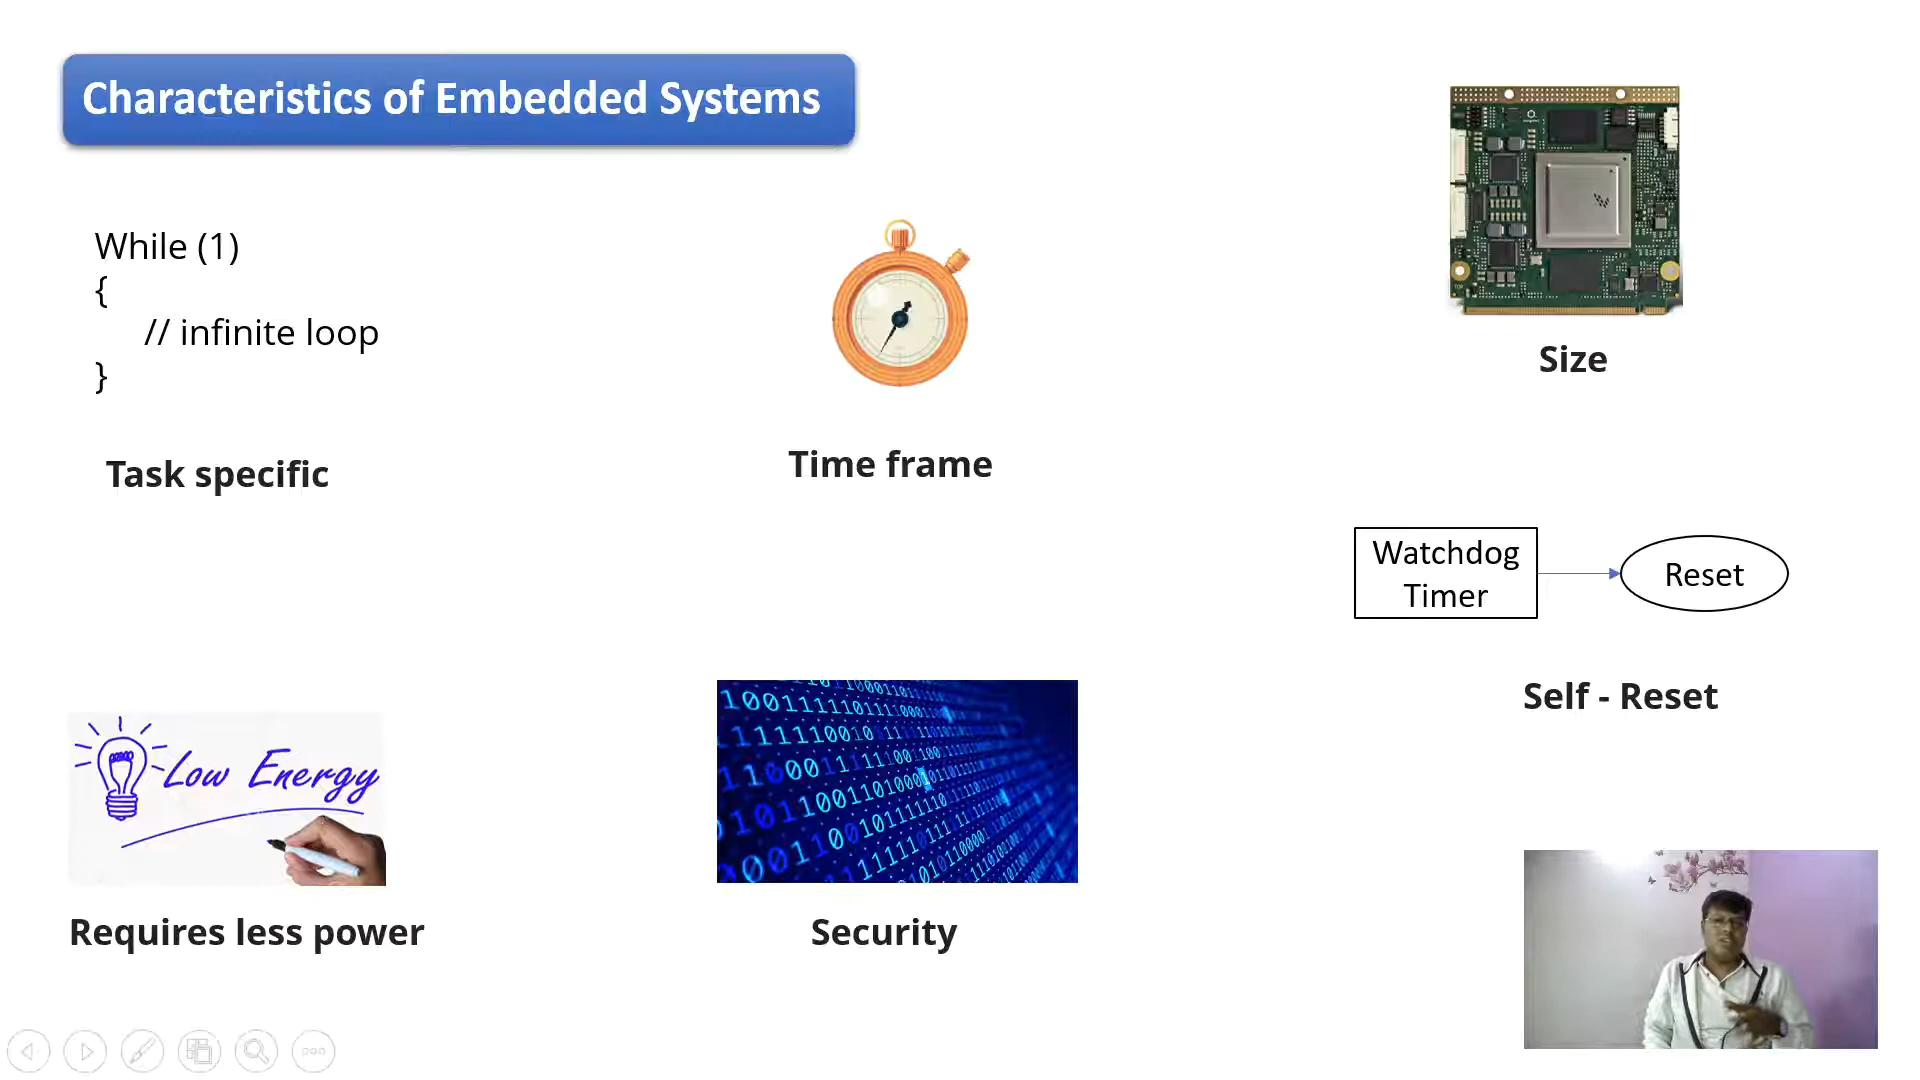 Characteristics of Embedded Systems
While (1)
{
// infinite loop
}
Task specific
Time frame
Size
Watchdog
Timer
Reset
Self - Reset
Low Energy
Requires less power
Security